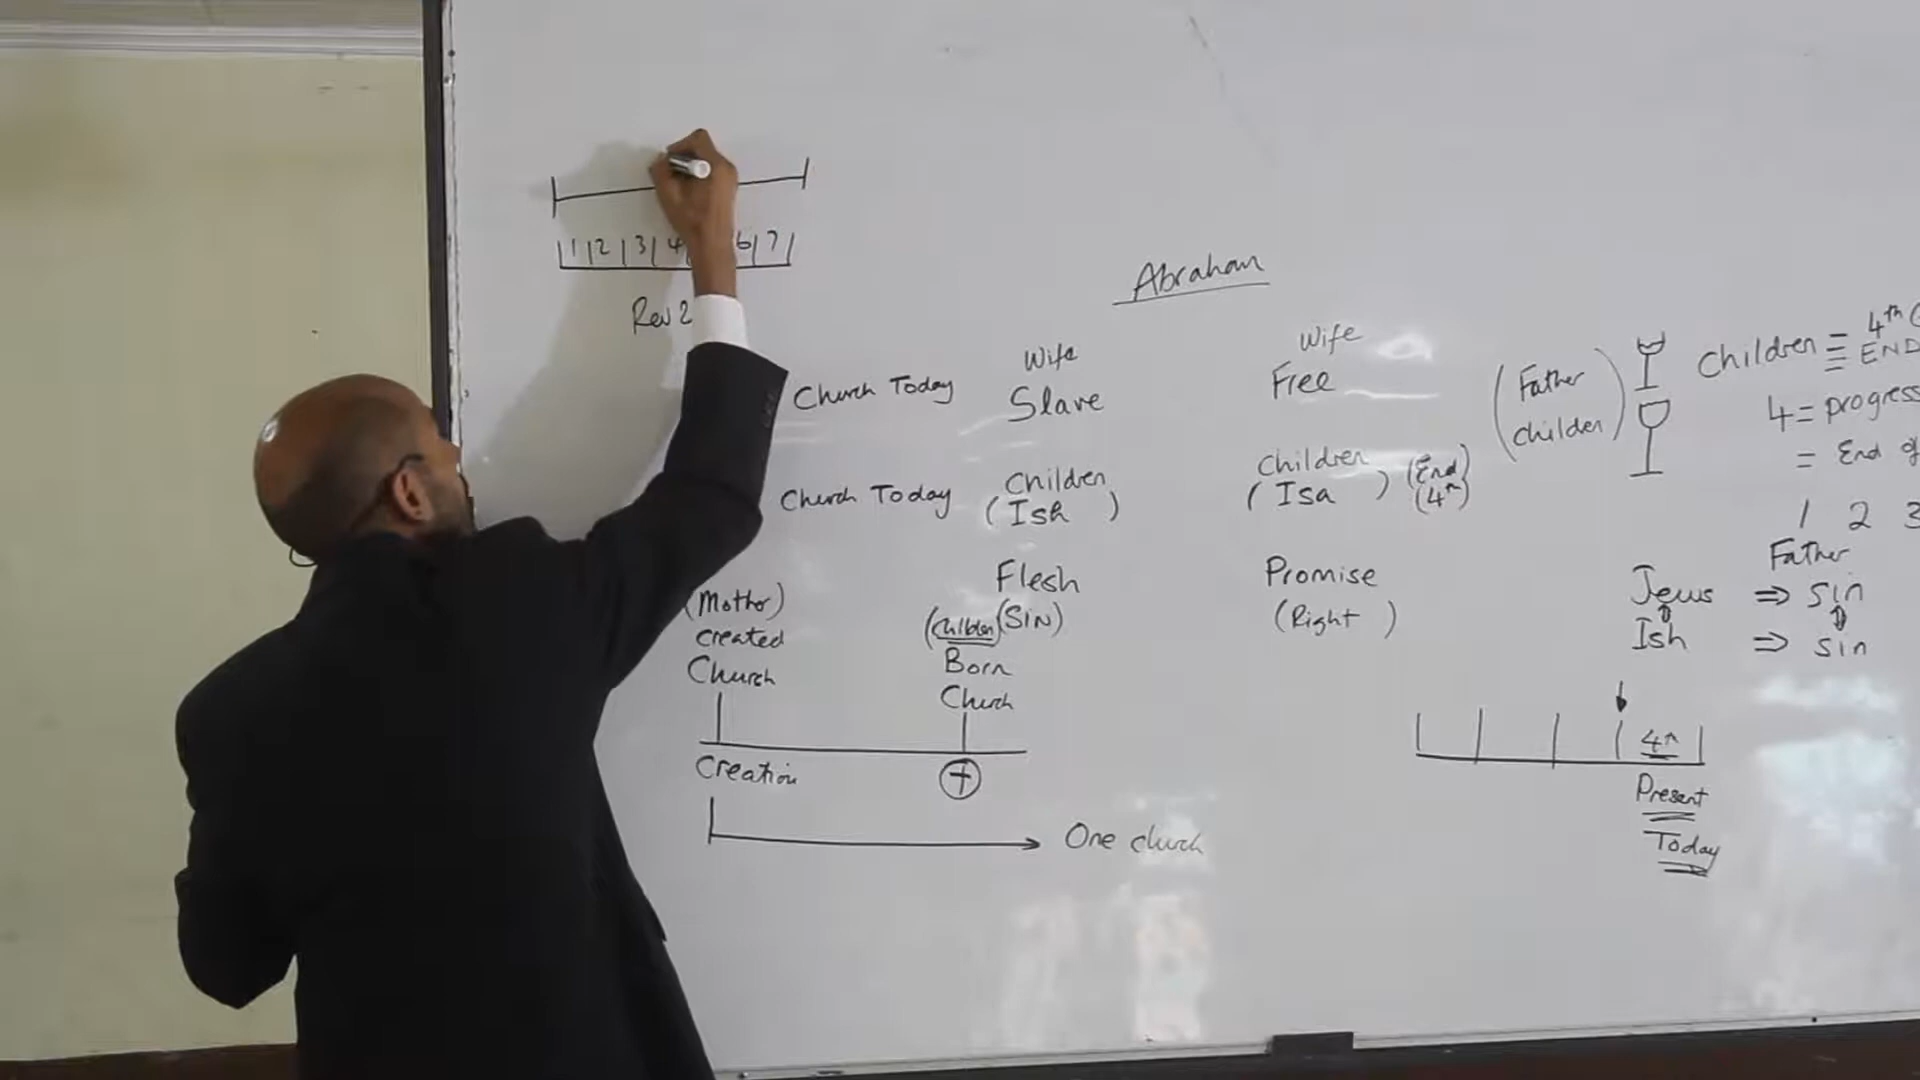 1 2 3 4 6 7
Rev 2
Abraham
Wife
Wife
Church Today
Slave
Free
(Father
children)
Children ≡ 4th
= END
4 = progress
= End of
Church Today
Children
(Ish)
Children
(Isa)
(End)
(4th)
1 2 3
Father
Jews ⇒ sin
Ish ⇒ sin
Flesh
(SIN)
Promise
(Right)
(Mother)
created
Church
(Children)
Born
Church
Creation
One church
4th
Present
Today